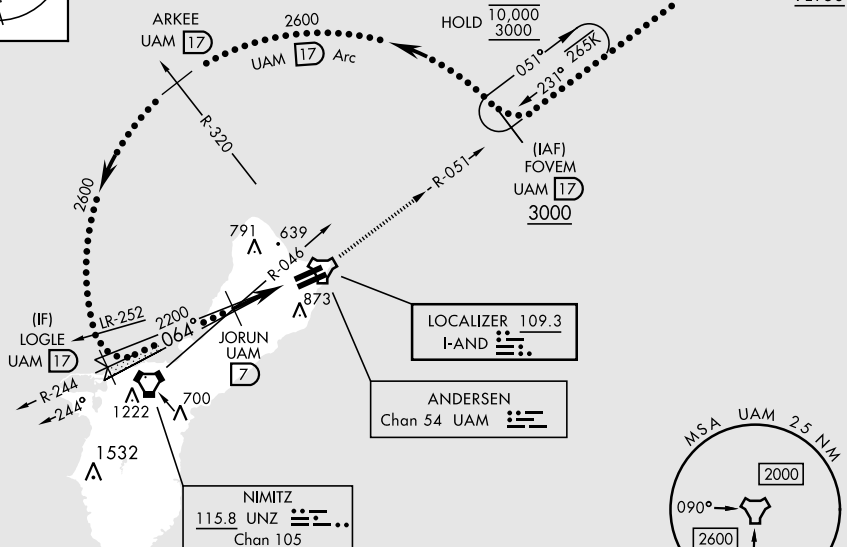 ARKEE
UAM 17
2600
UAM 17 Arc
HOLD 10,000
3000
051° 265K
231°
(IAF)
FOVEM
UAM 17
3000
R-320
R-051
2600
791
639
R-046
873
LR-252
2200
064°
(IF)
LOGLE
UAM 17
JORUN
UAM
7
R-244
244°
1222
700
1532
LOCALIZER 109.3
I-AND
ANDERSEN
Chan 54 UAM
NIMITZ
115.8 UNZ
Chan 105
MSA UAM 25 NM
2000
090°
2600